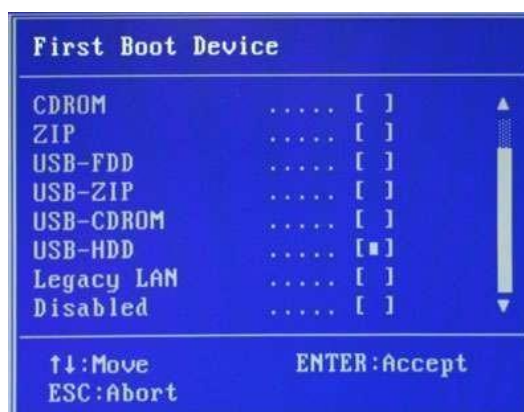 First Boot Device
CDROM ..... [ ]
ZIP ..... [ ]
USB-FDD ..... [ ]
USB-ZIP ..... [ ]
USB-CDROM ..... [ ]
USB-HDD ..... [■]
Legacy LAN ..... [ ]
Disabled ..... [ ]
↑↓:Move ENTER:Accept
ESC:Abort